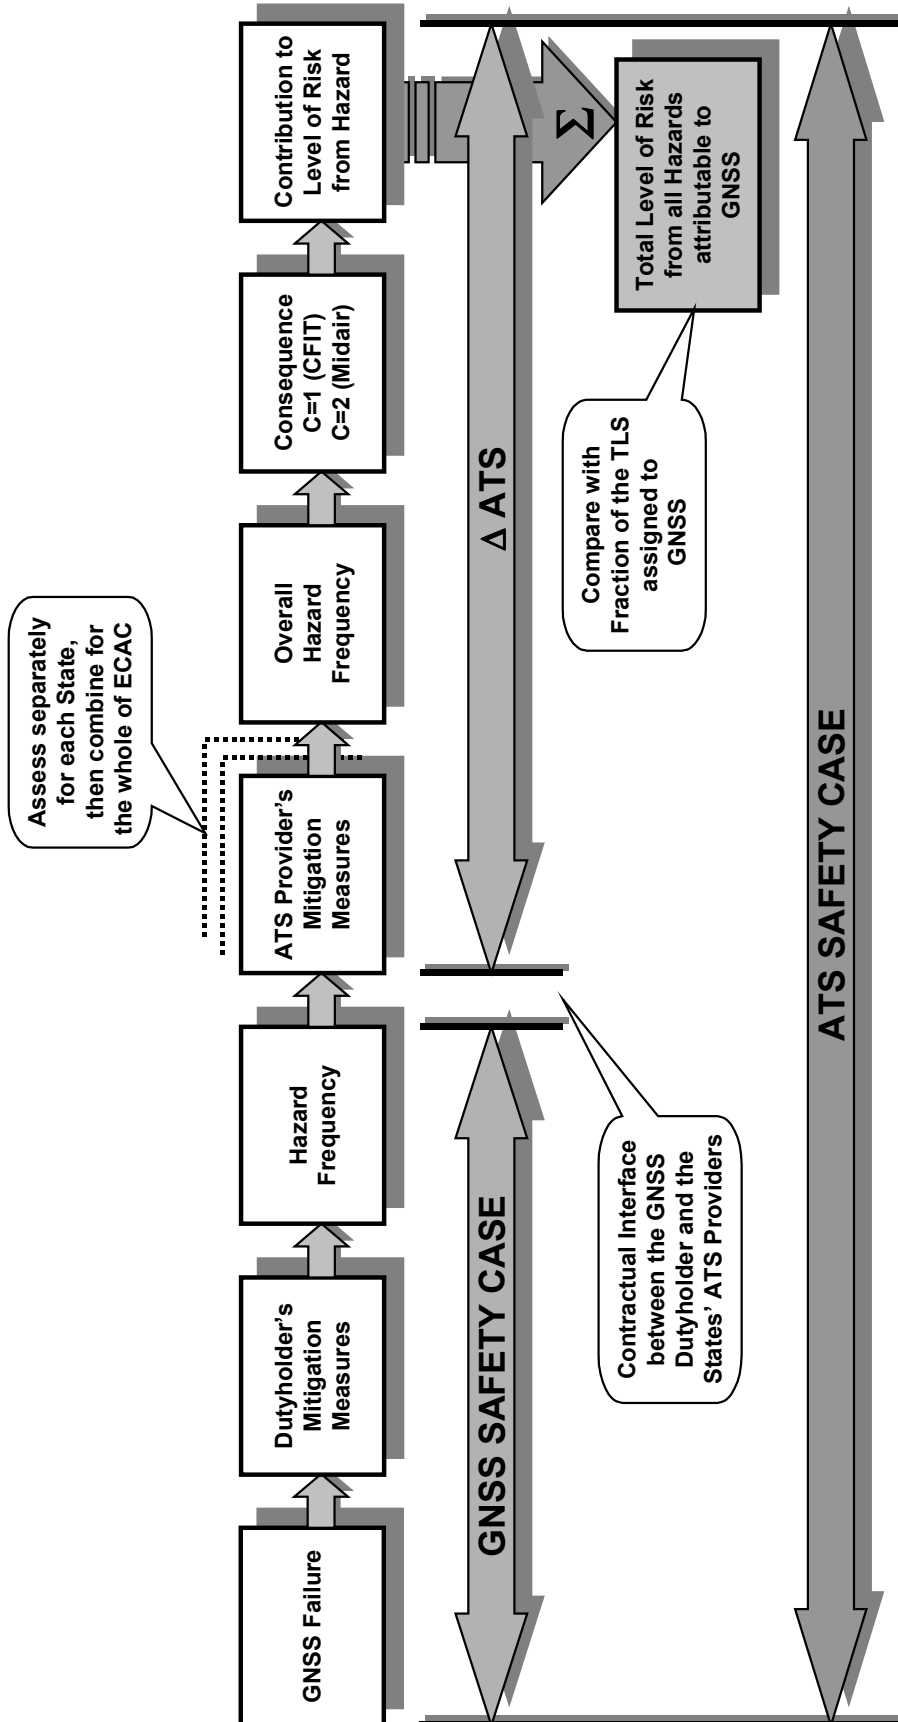 Assess separately
for each State,
then combine for
the whole of ECAC
GNSS Failure
Dutyholder’s
Mitigation
Measures
Hazard
Frequency
ATS Provider’s
Mitigation
Measures
Overall
Hazard
Frequency
Consequence
C=1 (CFIT)
C=2 (Midair)
Contribution to
Level of Risk
from Hazard
GNSS SAFETY CASE
Δ ATS
Σ
Contractual Interface
between the GNSS
Dutyholder and the
States’ ATS Providers
Compare with
Fraction of the TLS
assigned to
GNSS
Total Level of Risk
from all Hazards
attributable to
GNSS
ATS SAFETY CASE